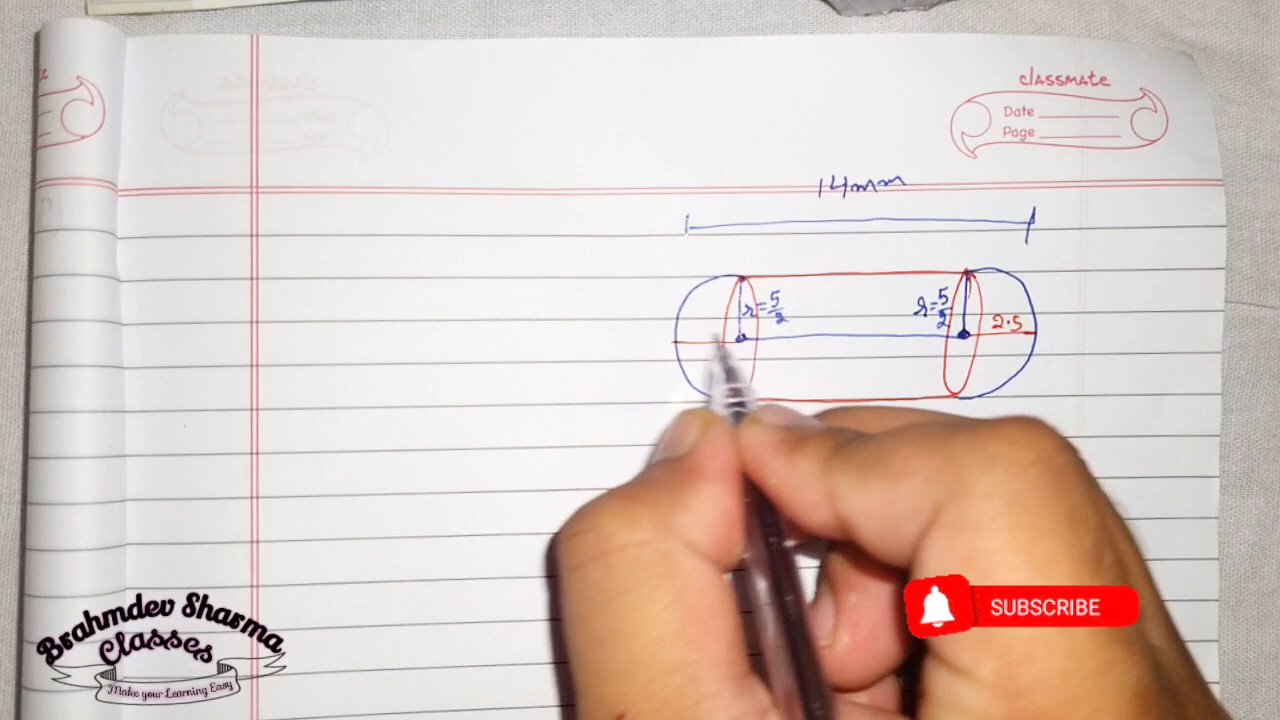 classmate
Date
Page
14mm
r=5/2
r=5/2
2.5
Brahmdev Sharma
Classes
Make your Learning Easy
SUBSCRIBE